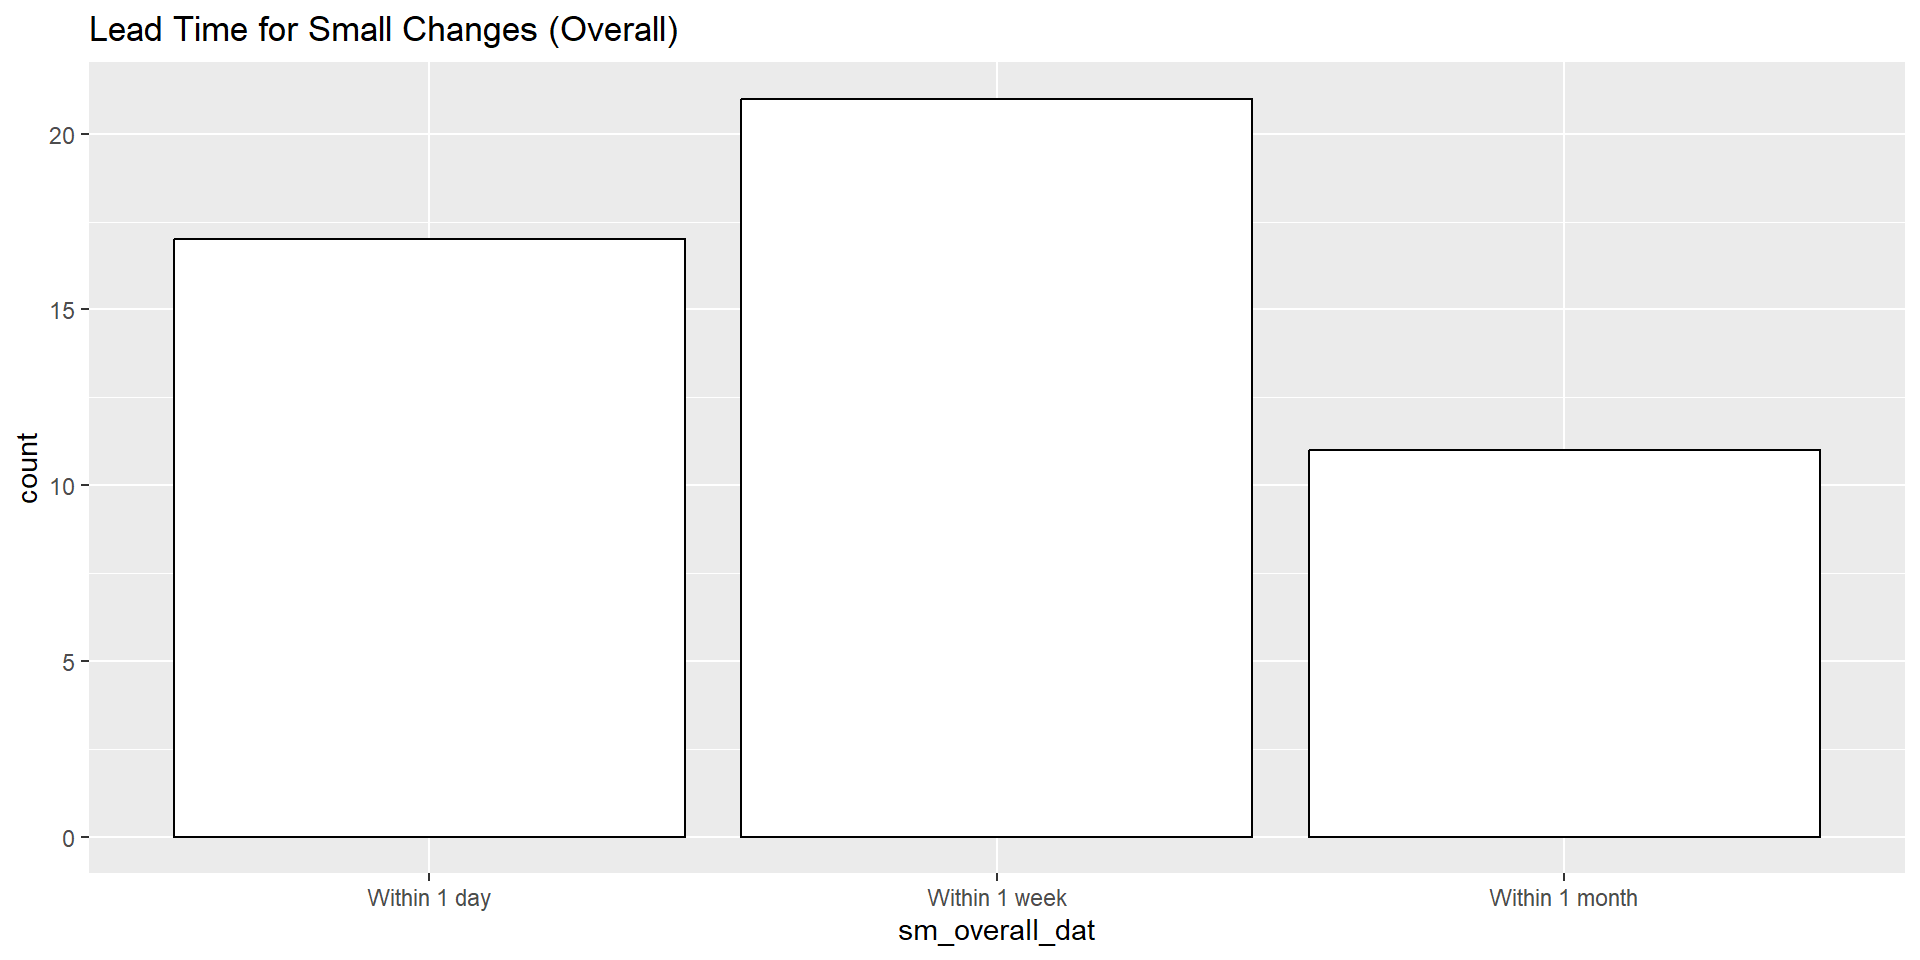 Lead Time for Small Changes (Overall)
20
15
10
5
0
count
Within 1 day
Within 1 week
Within 1 month
sm_overall_dat